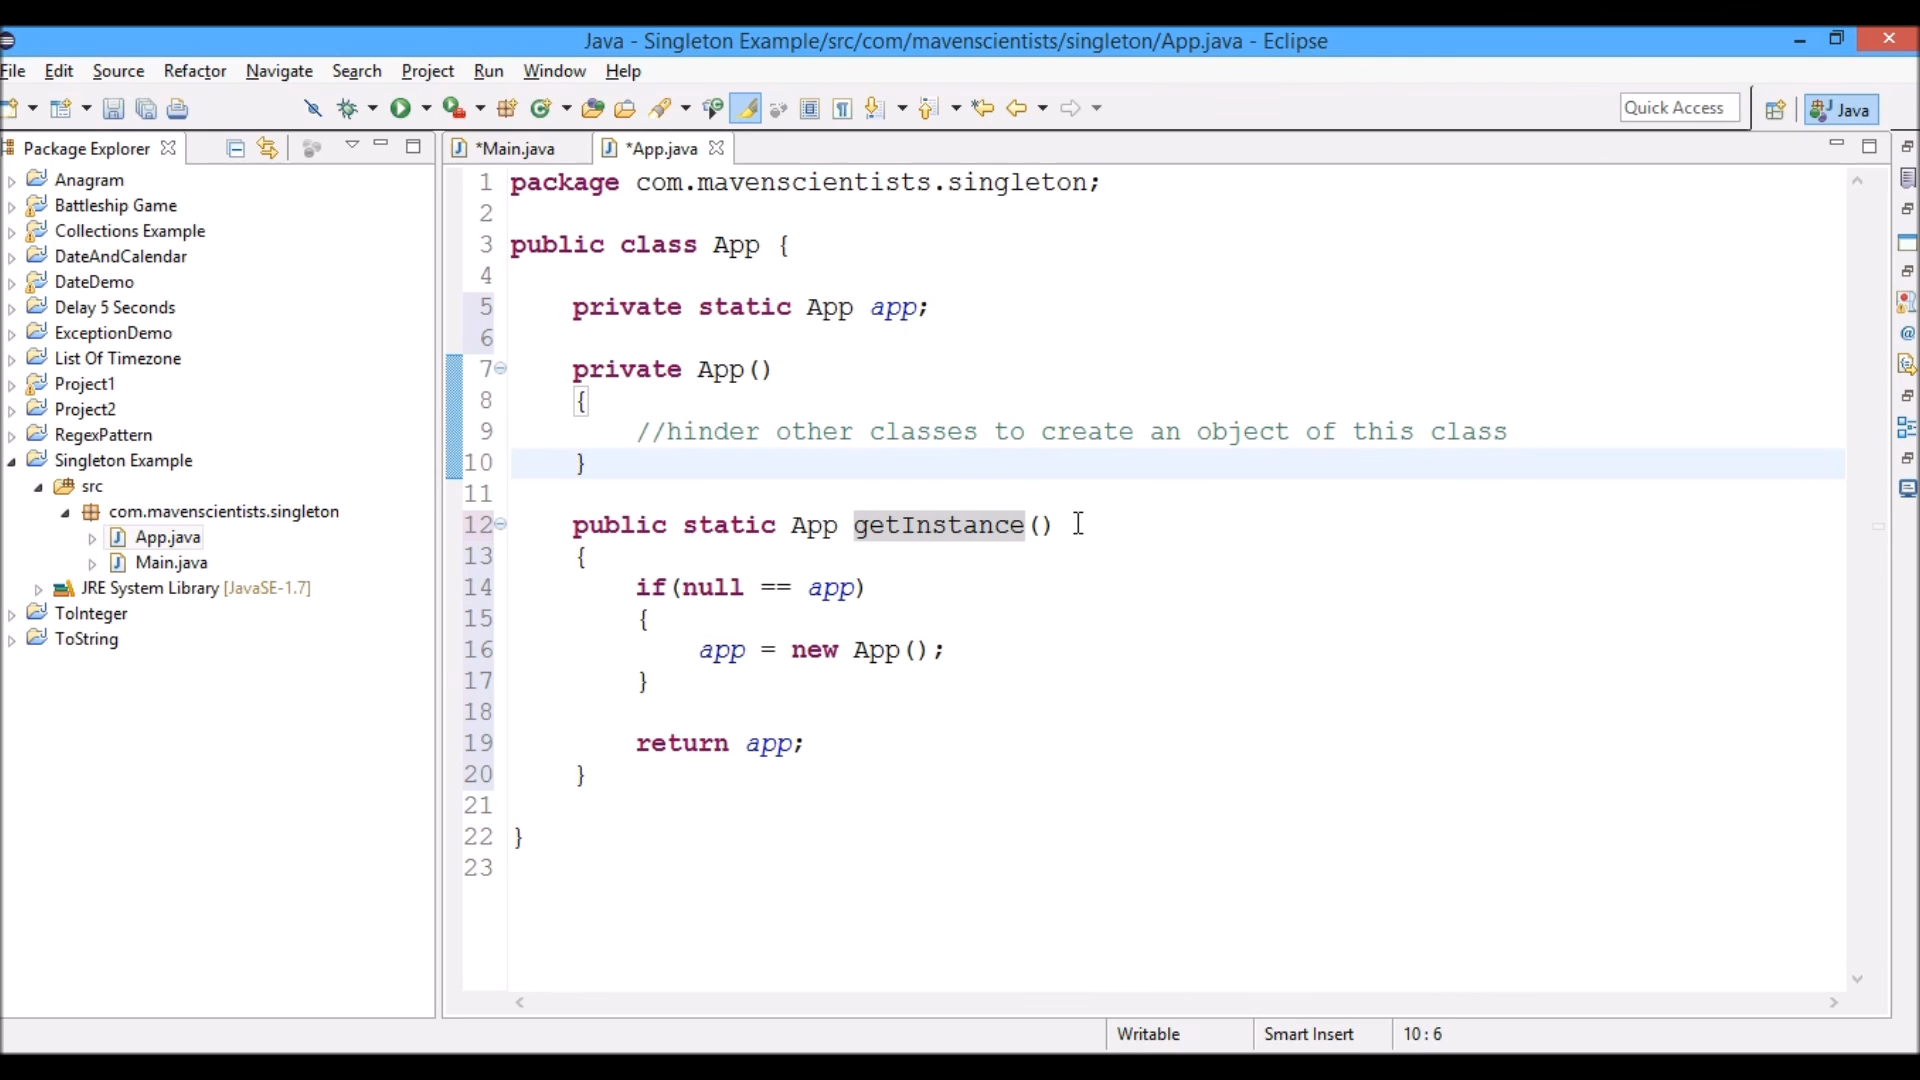 Java - Singleton Example/src/com/mavenscientists/singleton/App.java - Eclipse
File Edit Source Refactor Navigate Search Project Run Window Help
Quick Access
Java
Package Explorer
*Main.java
*App.java
Anagram
Battleship Game
Collections Example
DateAndCalendar
DateDemo
Delay 5 Seconds
ExceptionDemo
List Of Timezone
Project1
Project2
RegexPattern
Singleton Example
src
com.mavenscientists.singleton
App.java
Main.java
JRE System Library [JavaSE-1.7]
ToInteger
ToString
1 package com.mavenscientists.singleton;
2
3 public class App {
4
5 private static App app;
6
7 private App()
8 {
9 //hinder other classes to create an object of this class
10 }
11
12 public static App getInstance()
13 {
14 if(null == app)
15 {
16 app = new App();
17 }
18
19 return app;
20 }
21
22 }
23
Writable
Smart Insert
10 : 6